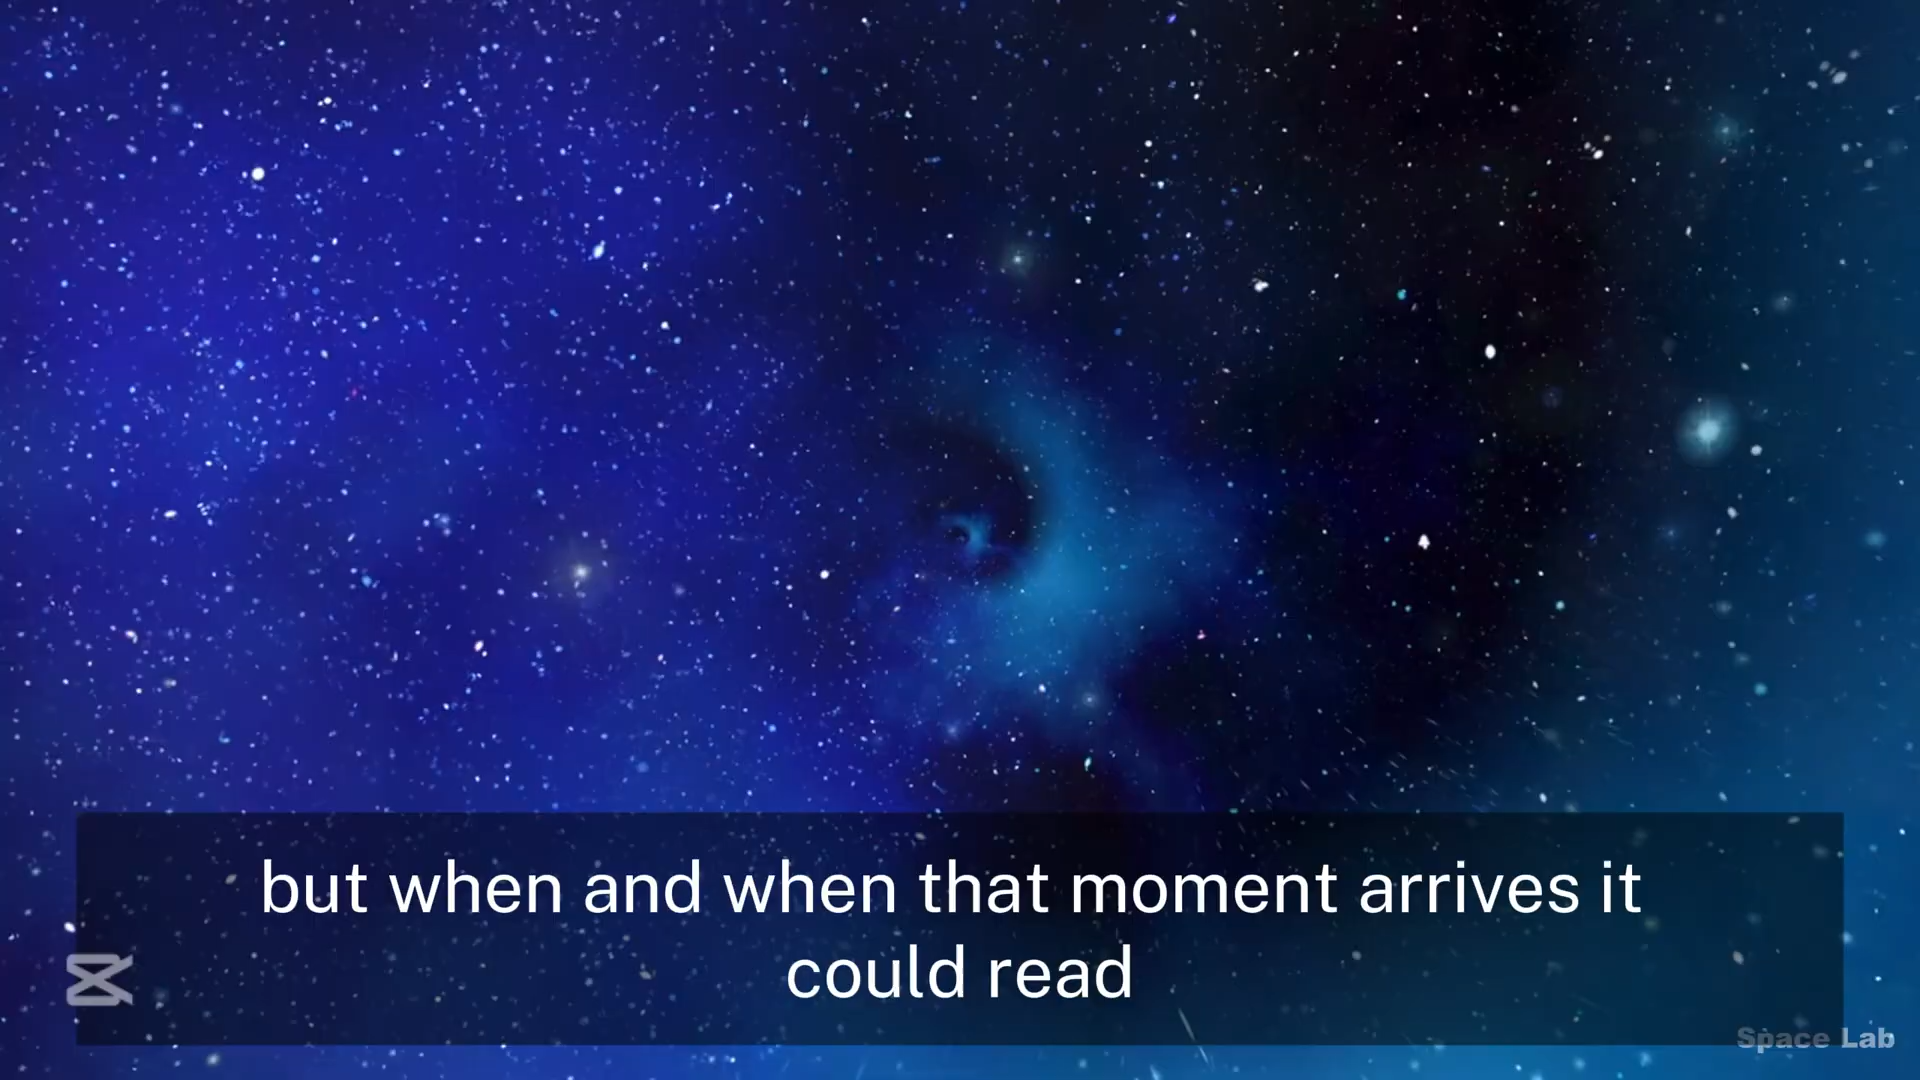 but when and when that moment arrives it
could read
Space Lab